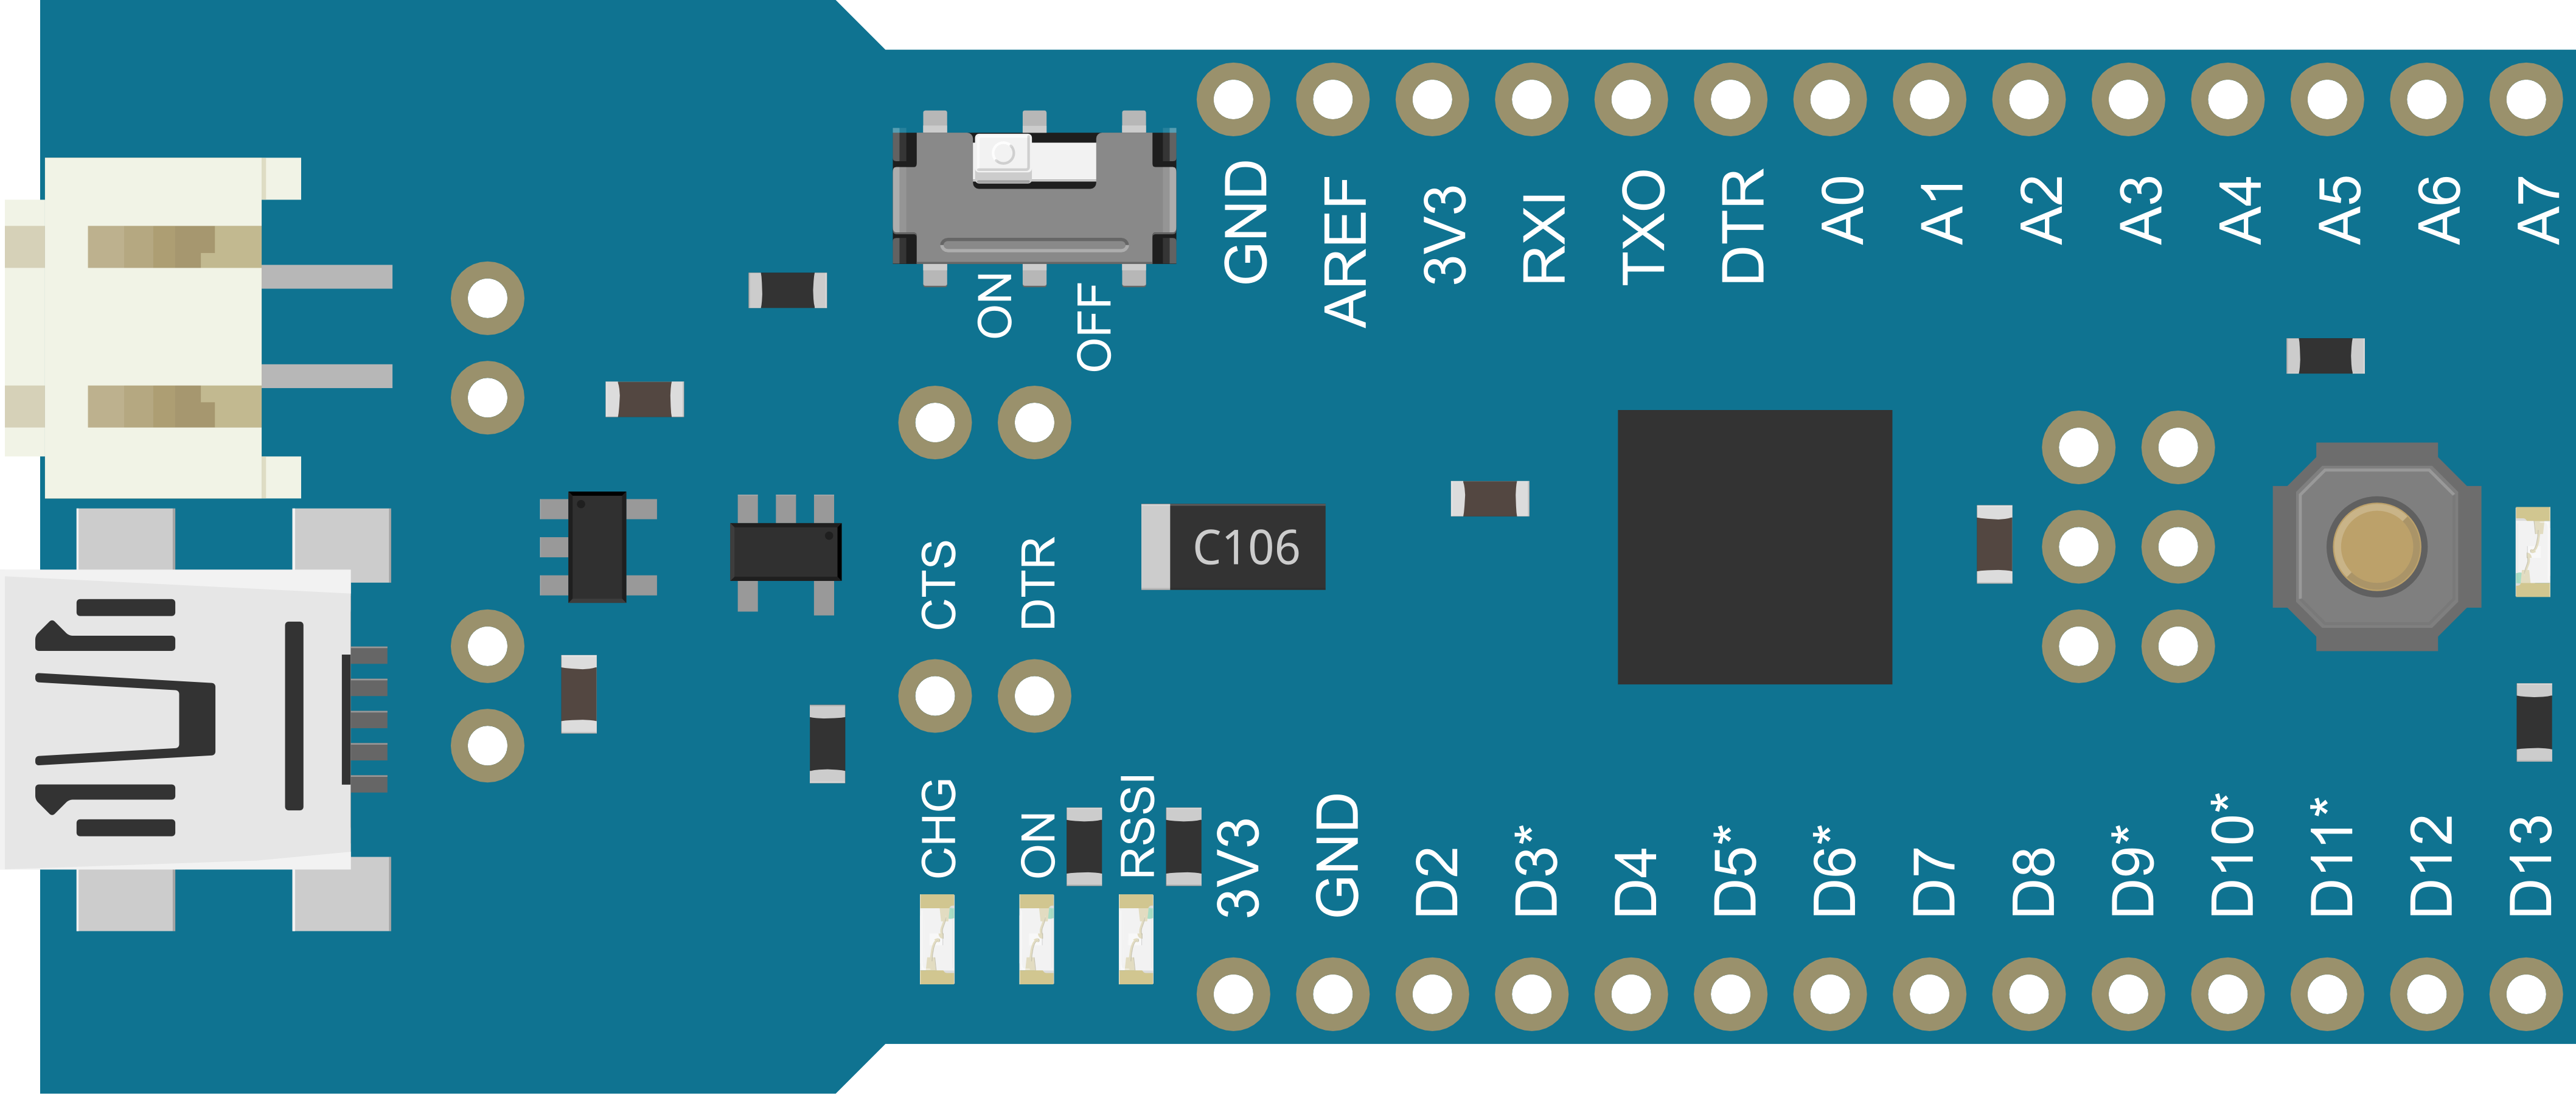 GND
AREF
3V3
RXI
TXO
DTR
A0
A1
A2
A3
A4
A5
A6
A7
ON
OFF
CTS
DTR
C106
CHG
ON
RSSI
3V3
GND
D2
D3*
D4
D5*
D6*
D7
D8
D9*
D10*
D11*
D12
D13